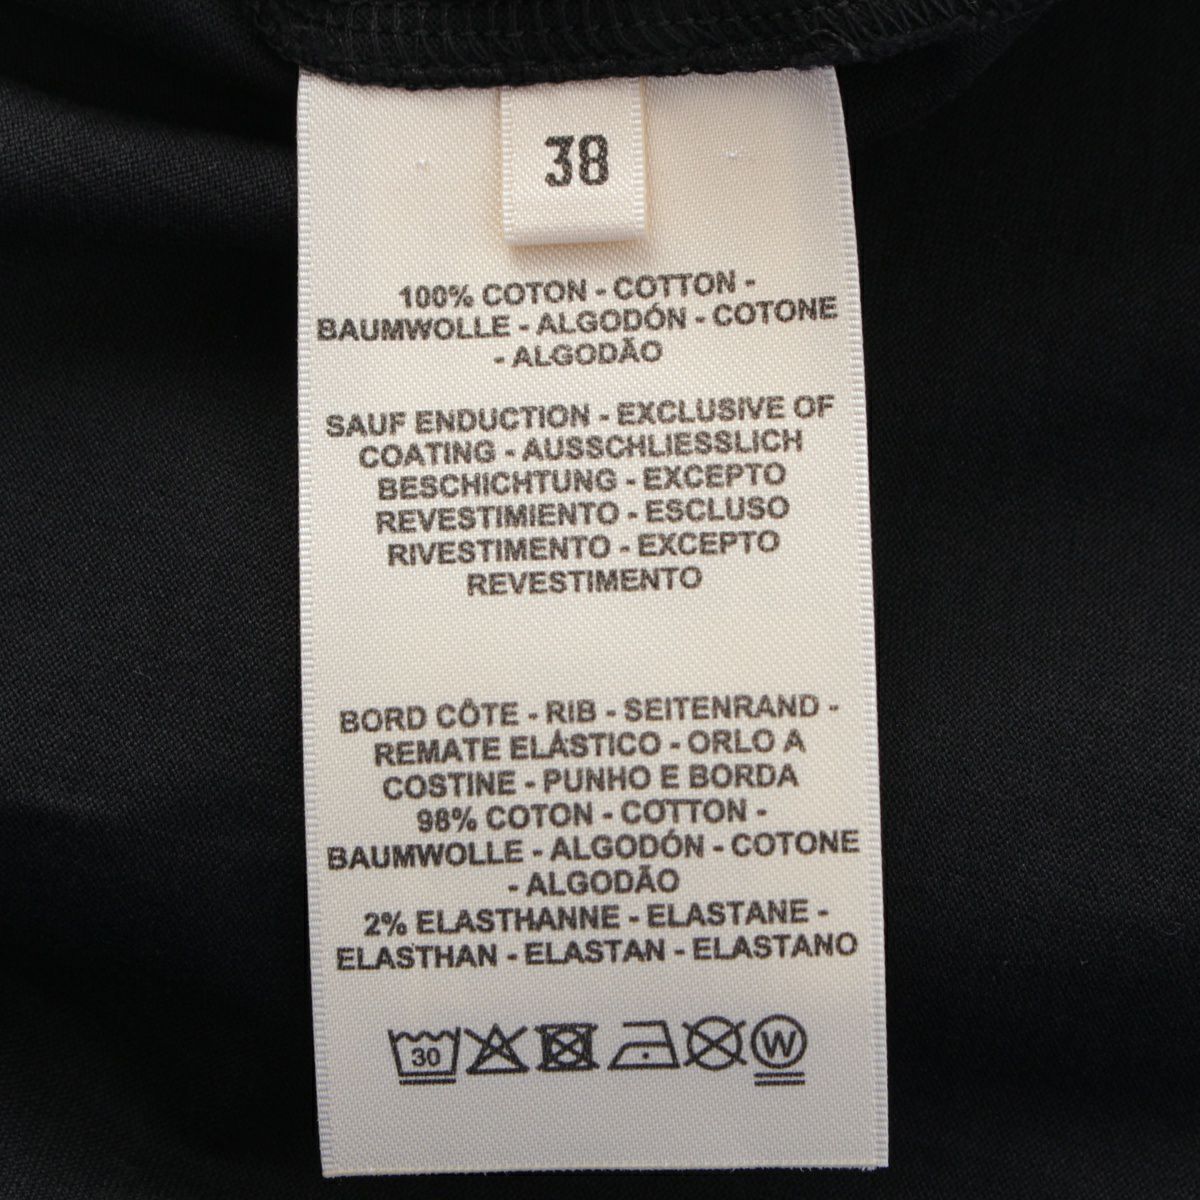 38
100% COTON - COTTON -
BAUMWOLLE - ALGODÓN - COTONE
- ALGODÃO
SAUF ENDUCTION - EXCLUSIVE OF
COATING - AUSSCHLIESSLICH
BESCHICHTUNG - EXCEPTO
REVESTIMIENTO - ESCLUSO
RIVESTIMENTO - EXCEPTO
REVESTIMENTO
BORD CÔTE - RIB - SEITENRAND -
REMATE ELÁSTICO - ORLO A
COSTINE - PUNHO E BORDA
98% COTON - COTTON -
BAUMWOLLE - ALGODÓN - COTONE
- ALGODÃO
2% ELASTHANNE - ELASTANE -
ELASTHAN - ELASTAN - ELASTANO
30 W